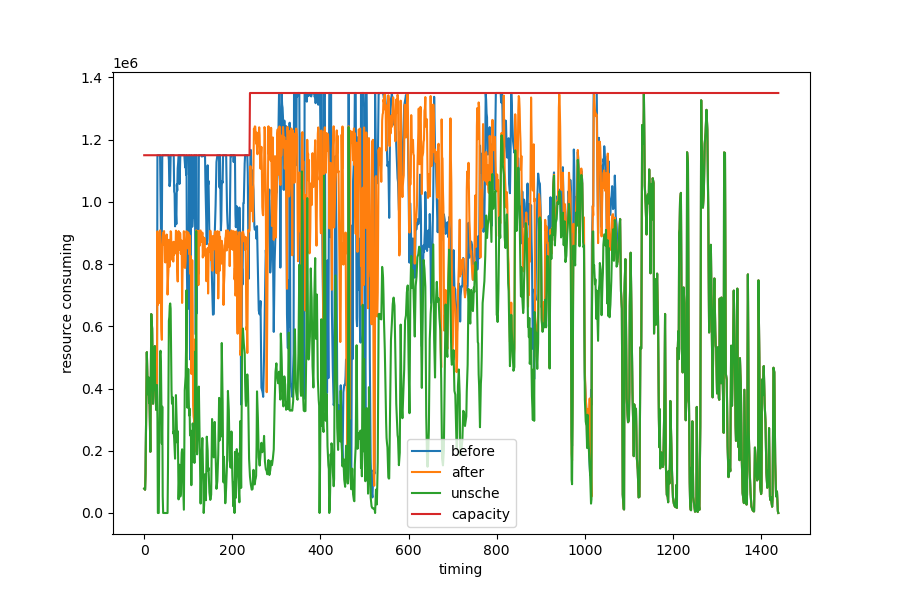 1e6
1.4
1.2
1.0
0.8
0.6
0.4
0.2
0.0
resource consuming
0 200 400 600 800 1000 1200 1400
timing
before
after
unsche
capacity